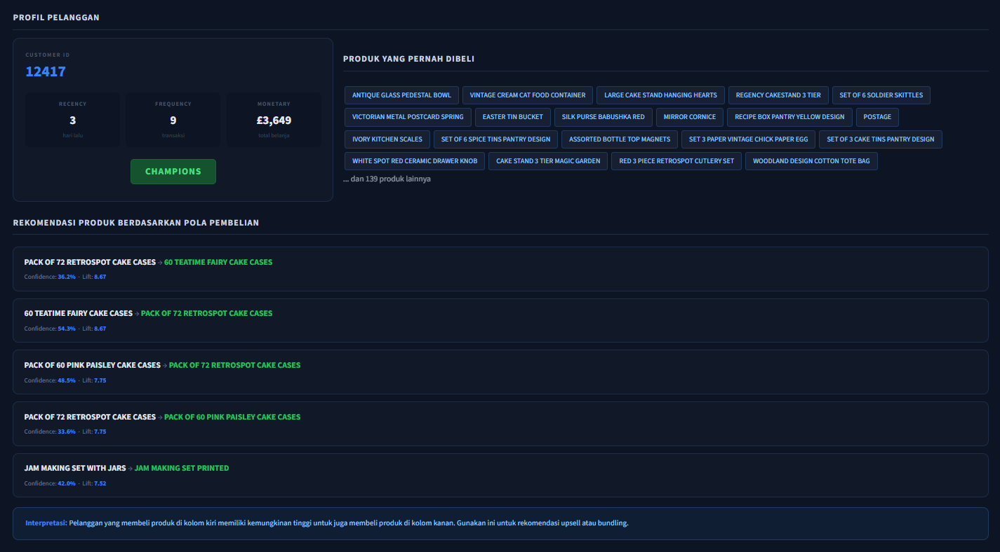 PROFIL PELANGGAN
CUSTOMER ID
12417
RECENCY
3
hari lalu
FREQUENCY
9
transaksi
MONETARY
£3,649
total belanja
CHAMPIONS
PRODUK YANG PERNAH DIBELI
ANTIQUE GLASS PEDESTAL BOWL VINTAGE CREAM CAT FOOD CONTAINER LARGE CAKE STAND HANGING HEARTS REGENCY CAKESTAND 3 TIER SET OF 6 SOLDIER SKITTLES
VICTORIAN METAL POSTCARD SPRING EASTER TIN BUCKET SILK PURSE BABUSHKA RED MIRROR CORNICE RECIPE BOX PANTRY YELLOW DESIGN POSTAGE
IVORY KITCHEN SCALES SET OF 6 SPICE TINS PANTRY DESIGN ASSORTED BOTTLE TOP MAGNETS SET 3 PAPER VINTAGE CHICK PAPER EGG SET OF 3 CAKE TINS PANTRY DESIGN
WHITE SPOT RED CERAMIC DRAWER KNOB CAKE STAND 3 TIER MAGIC GARDEN RED 3 PIECE RETROSPOT CUTLERY SET WOODLAND DESIGN COTTON TOTE BAG
... dan 139 produk lainnya
REKOMENDASI PRODUK BERDASARKAN POLA PEMBELIAN
PACK OF 72 RETROSPOT CAKE CASES → 60 TEATIME FAIRY CAKE CASES
Confidence: 36.2% · Lift: 8.67
60 TEATIME FAIRY CAKE CASES → PACK OF 72 RETROSPOT CAKE CASES
Confidence: 54.3% · Lift: 8.67
PACK OF 60 PINK PAISLEY CAKE CASES → PACK OF 72 RETROSPOT CAKE CASES
Confidence: 48.5% · Lift: 7.75
PACK OF 72 RETROSPOT CAKE CASES → PACK OF 60 PINK PAISLEY CAKE CASES
Confidence: 33.6% · Lift: 7.75
JAM MAKING SET WITH JARS → JAM MAKING SET PRINTED
Confidence: 42.0% · Lift: 7.52
Interpretasi: Pelanggan yang membeli produk di kolom kiri memiliki kemungkinan tinggi untuk juga membeli produk di kolom kanan. Gunakan ini untuk rekomendasi upsell atau bundling.